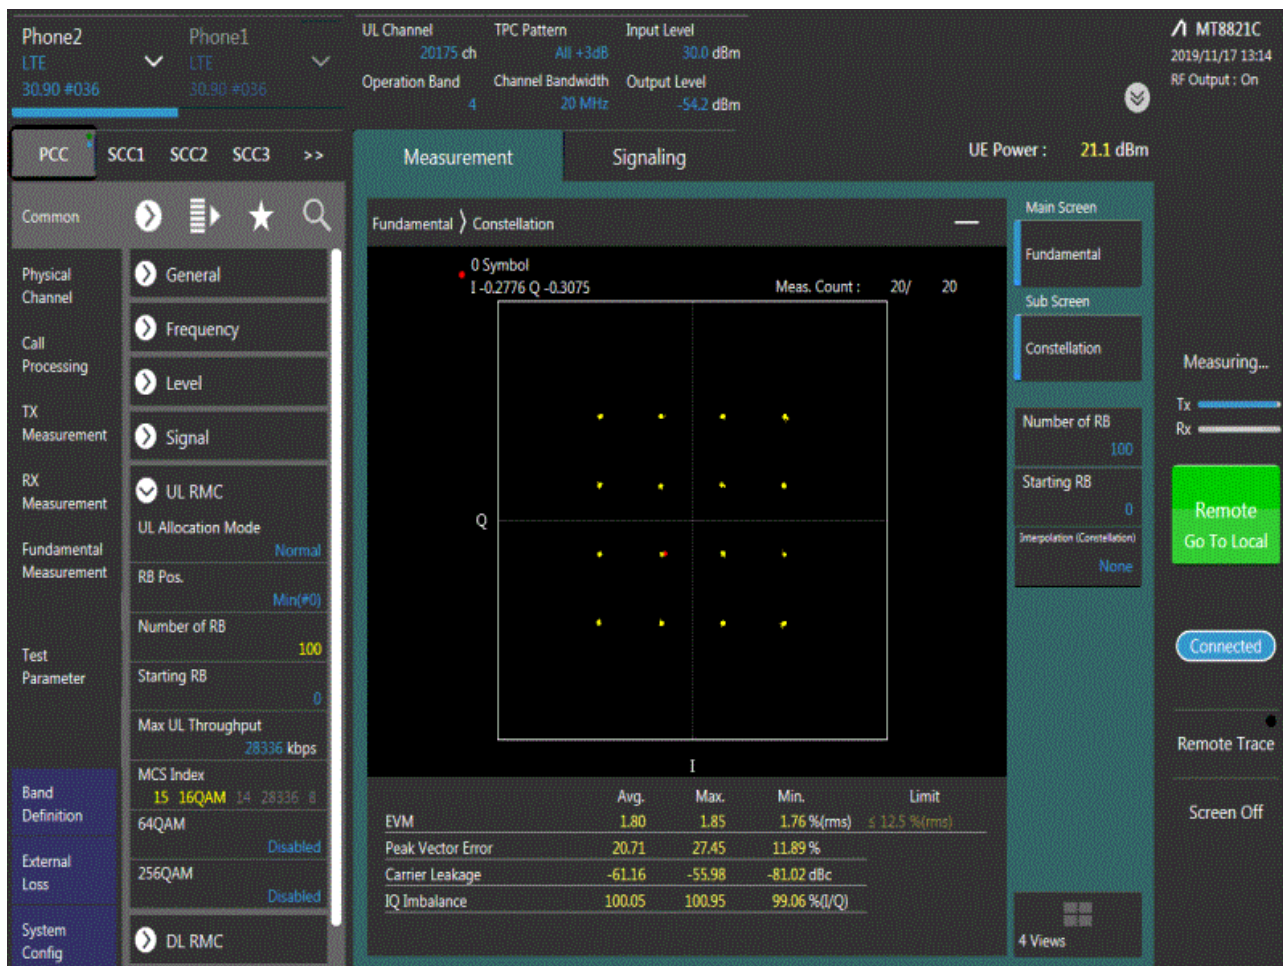 Phone2
LTE
30.90 #036
Phone1
LTE
30.90 #036
UL Channel
20175 ch
TPC Pattern
All +3dB
Input Level
30.0 dBm
Operation Band
4
Channel Bandwidth
20 MHz
Output Level
-54.2 dBm
MT8821C
2019/11/17 13:14
RF Output : On
PCC SCC1 SCC2 SCC3 >>
Measurement
Signaling
UE Power : 21.1 dBm
Common
Physical
Channel
Call
Processing
TX
Measurement
RX
Measurement
Fundamental
Measurement
Test
Parameter
Band
Definition
External
Loss
System
Config
General
Frequency
Level
Signal
UL RMC
UL Allocation Mode
Normal
RB Pos.
Min(#0)
Number of RB
100
Starting RB
0
Max UL Throughput
28336 kbps
MCS Index
15 16QAM 14 28336 8
64QAM
Disabled
256QAM
Disabled
DL RMC
Fundamental 〉 Constellation
0 Symbol
I -0.2776 Q -0.3075
Meas. Count : 20/ 20
Q
I
Avg. Max. Min. Limit
EVM 1.80 1.85 1.76 %(rms) ≤ 12.5 %(rms)
Peak Vector Error 20.71 27.45 11.89 %
Carrier Leakage -61.16 -55.98 -81.02 dBc
IQ Imbalance 100.05 100.95 99.06 %(I/Q)
Main Screen
Fundamental
Sub Screen
Constellation
Number of RB
100
Starting RB
0
Interpolation (Constellation)
None
4 Views
Measuring...
Tx
Rx
Remote
Go To Local
Connected
Remote Trace
Screen Off